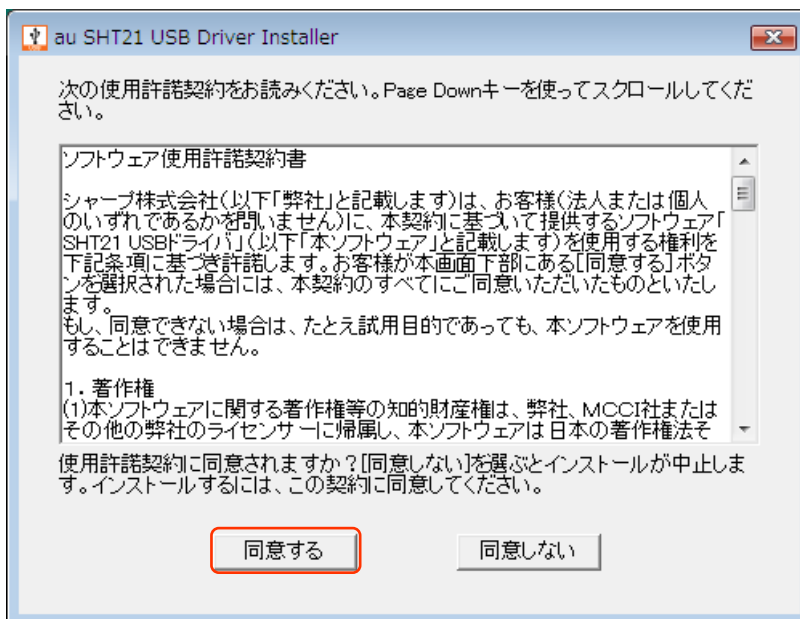 au SHT21 USB Driver Installer
次の使用許諾契約をお読みください。Page Downキーを使ってスクロールしてくだ
さい。
ソフトウェア使用許諾契約書
シャープ株式会社(以下「弊社」と記載します)は、お客様(法人または個人
のいずれであるかを問いません)に、本契約に基づいて提供するソフトウェア「
SHT21 USBドライバ」(以下「本ソフトウェア」と記載します)を使用する権利を
下記条項に基づき許諾します。お客様が本画面下部にある[同意する]ボタ
ンを選択された場合には、本契約のすべてにご同意いただいたものといたし
ます。
もし、同意できない場合は、たとえ試用目的であっても、本ソフトウェアを使用
することはできません。
1. 著作権
(1)本ソフトウェアに関する著作権等の知的財産権は、弊社、MCCI社または
その他の弊社のライセンサーに帰属し、本ソフトウェアは日本の著作権法そ
使用許諾契約に同意されますか?[同意しない]を選ぶとインストールが中止しま
す。インストールするには、この契約に同意してください。
同意する
同意しない